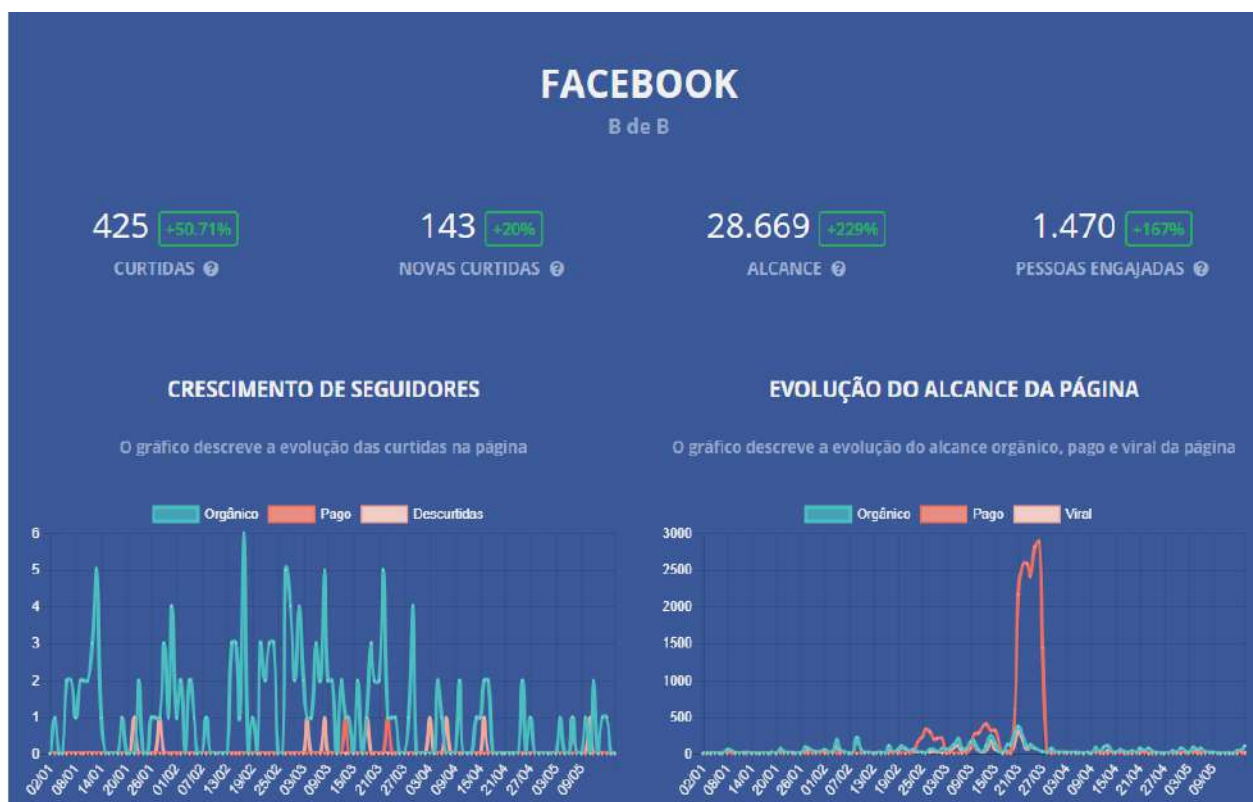 FACEBOOK
B de B
425 +50.71%
CURTIDAS ?
143 +20%
NOVAS CURTIDAS ?
28.669 +229%
ALCANCE ?
1.470 +167%
PESSOAS ENGAJADAS ?
CRESCIMENTO DE SEGUIDORES
O gráfico descreve a evolução das curtidas na página
Orgânico Pago Descurtidas
6
5
4
3
2
1
0
02/01 08/01 14/01 20/01 26/01 01/02 07/02 13/02 19/02 25/02 03/03 09/03 15/03 21/03 27/03 03/04 09/04 15/04 21/04 27/04 03/05 09/05
EVOLUÇÃO DO ALCANCE DA PÁGINA
O gráfico descreve a evolução do alcance orgânico, pago e viral da página
Orgânico Pago Viral
3000
2500
2000
1500
1000
500
0
02/01 08/01 14/01 20/01 26/01 01/02 07/02 13/02 19/02 25/02 03/03 09/03 15/03 21/03 27/03 03/04 09/04 15/04 21/04 27/04 03/05 09/05